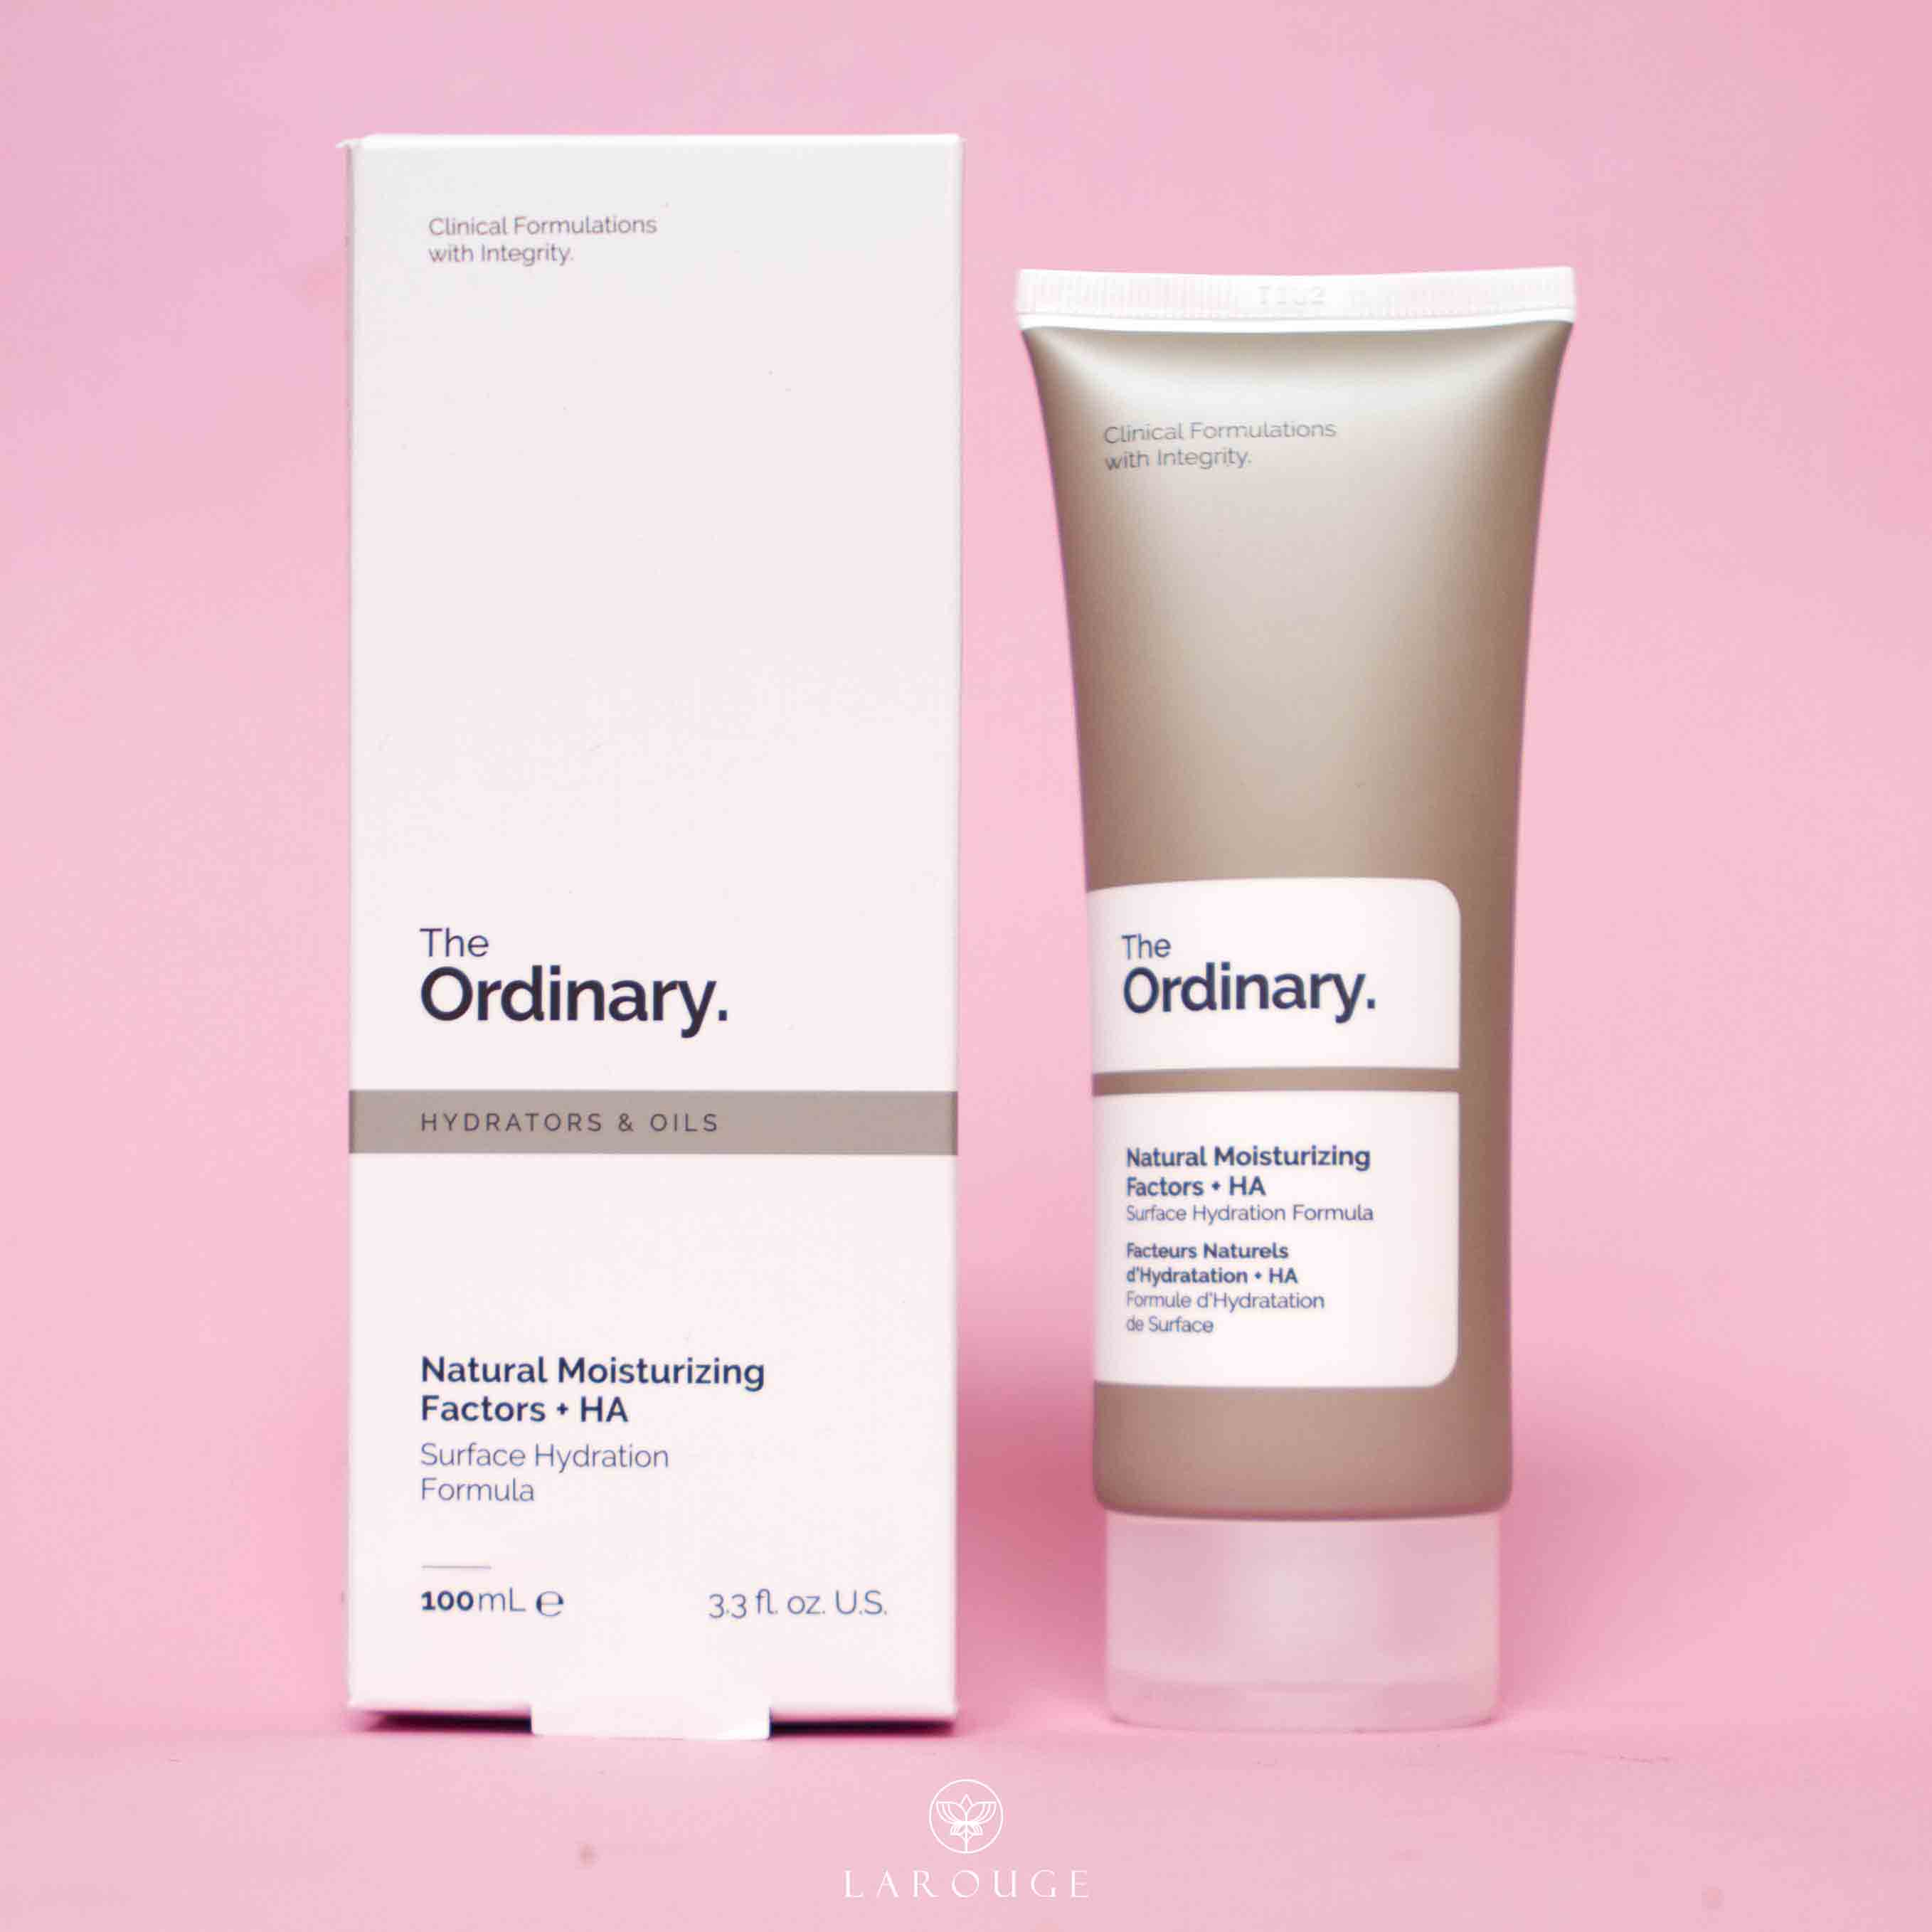 Clinical Formulations
with Integrity.
The
Ordinary.
HYDRATORS & OILS
Natural Moisturizing
Factors + HA
Surface Hydration
Formula
100mL ℮ 3.3 fl. oz. U.S.
Clinical Formulations
with Integrity.
The
Ordinary.
Natural Moisturizing
Factors + HA
Surface Hydration Formula
Facteurs Naturels
d'Hydratation + HA
Formule d'Hydratation
de Surface
LAROUGE